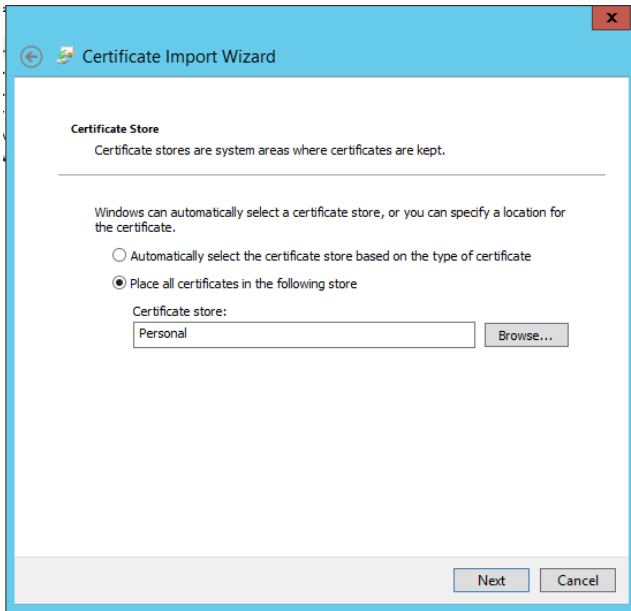 x
Certificate Import Wizard
Certificate Store
Certificate stores are system areas where certificates are kept.
Windows can automatically select a certificate store, or you can specify a location for
the certificate.
Automatically select the certificate store based on the type of certificate
Place all certificates in the following store
Certificate store:
Personal
Browse...
Next
Cancel